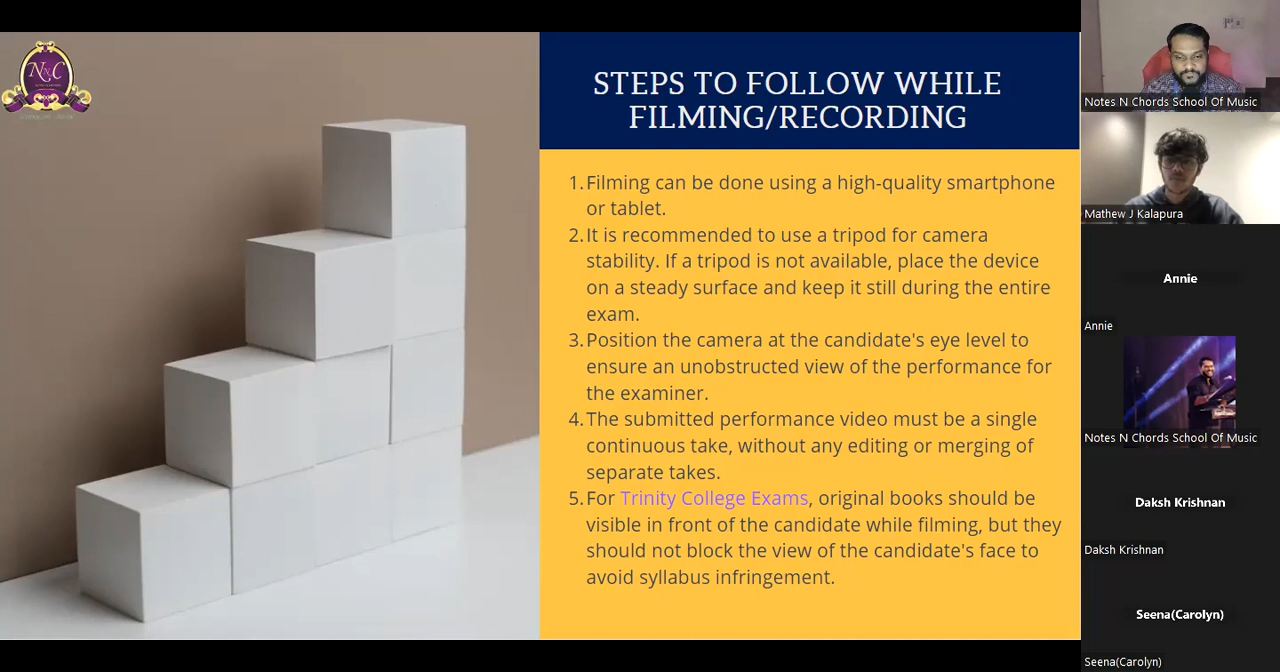 NxC
STEPS TO FOLLOW WHILE
FILMING/RECORDING
1. Filming can be done using a high-quality smartphone
or tablet.
2. It is recommended to use a tripod for camera
stability. If a tripod is not available, place the device
on a steady surface and keep it still during the entire
exam.
3. Position the camera at the candidate's eye level to
ensure an unobstructed view of the performance for
the examiner.
4. The submitted performance video must be a single
continuous take, without any editing or merging of
separate takes.
5. For Trinity College Exams, original books should be
visible in front of the candidate while filming, but they
should not block the view of the candidate's face to
avoid syllabus infringement.
Notes N Chords School Of Music
Mathew J Kalapura
Annie
Annie
Notes N Chords School Of Music
Daksh Krishnan
Daksh Krishnan
Seena(Carolyn)
Seena(Carolyn)